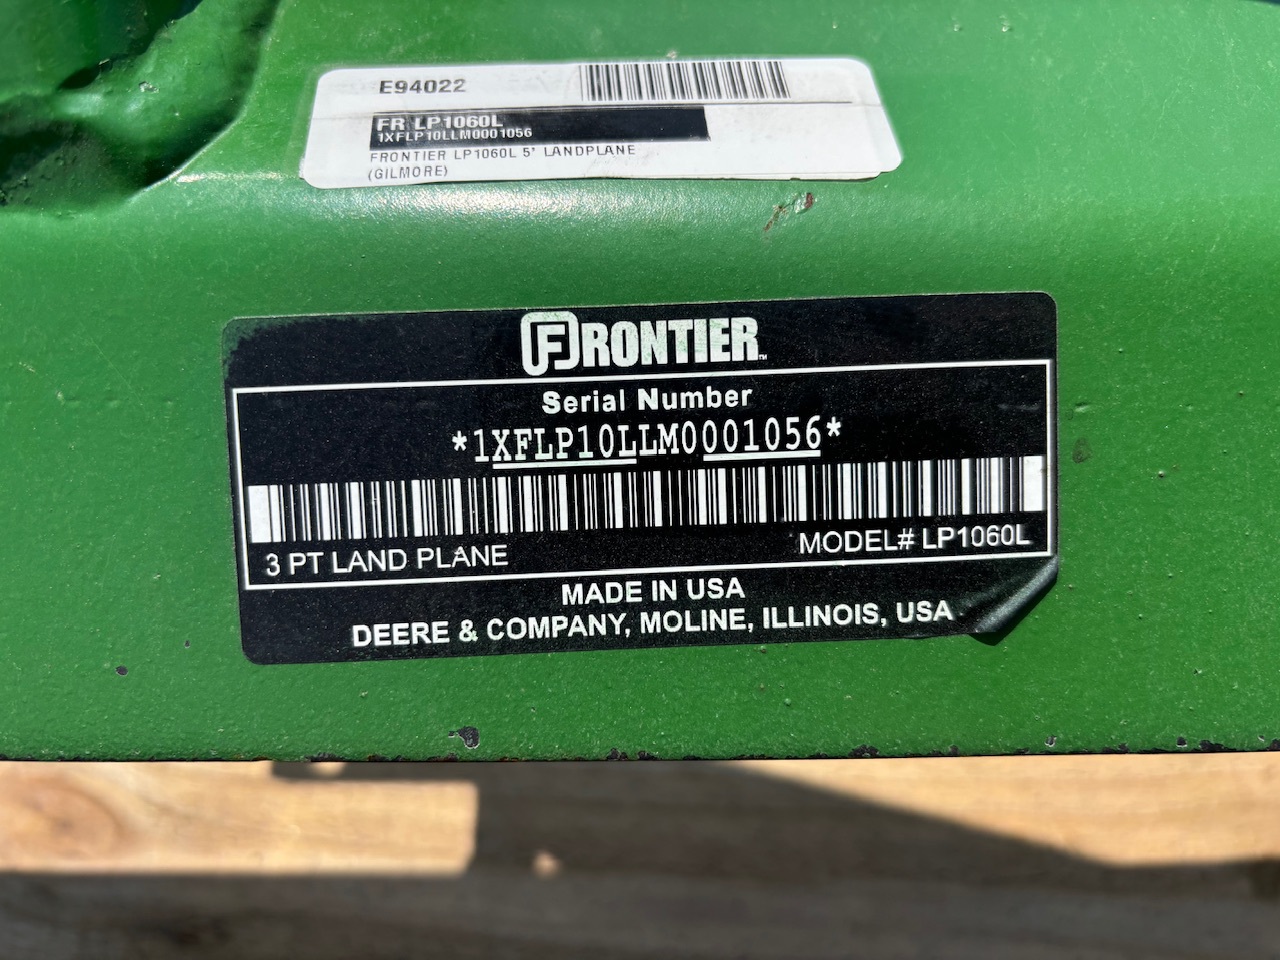 E94022
FR LP1060L
1XFLP10LLM0001056
FRONTIER LP1060L 5' LANDPLANE
(GILMORE)
FRONTIER™
Serial Number
*1XFLP10LLM0001056*
3 PT LAND PLANE
MODEL# LP1060L
MADE IN USA
DEERE & COMPANY, MOLINE, ILLINOIS, USA